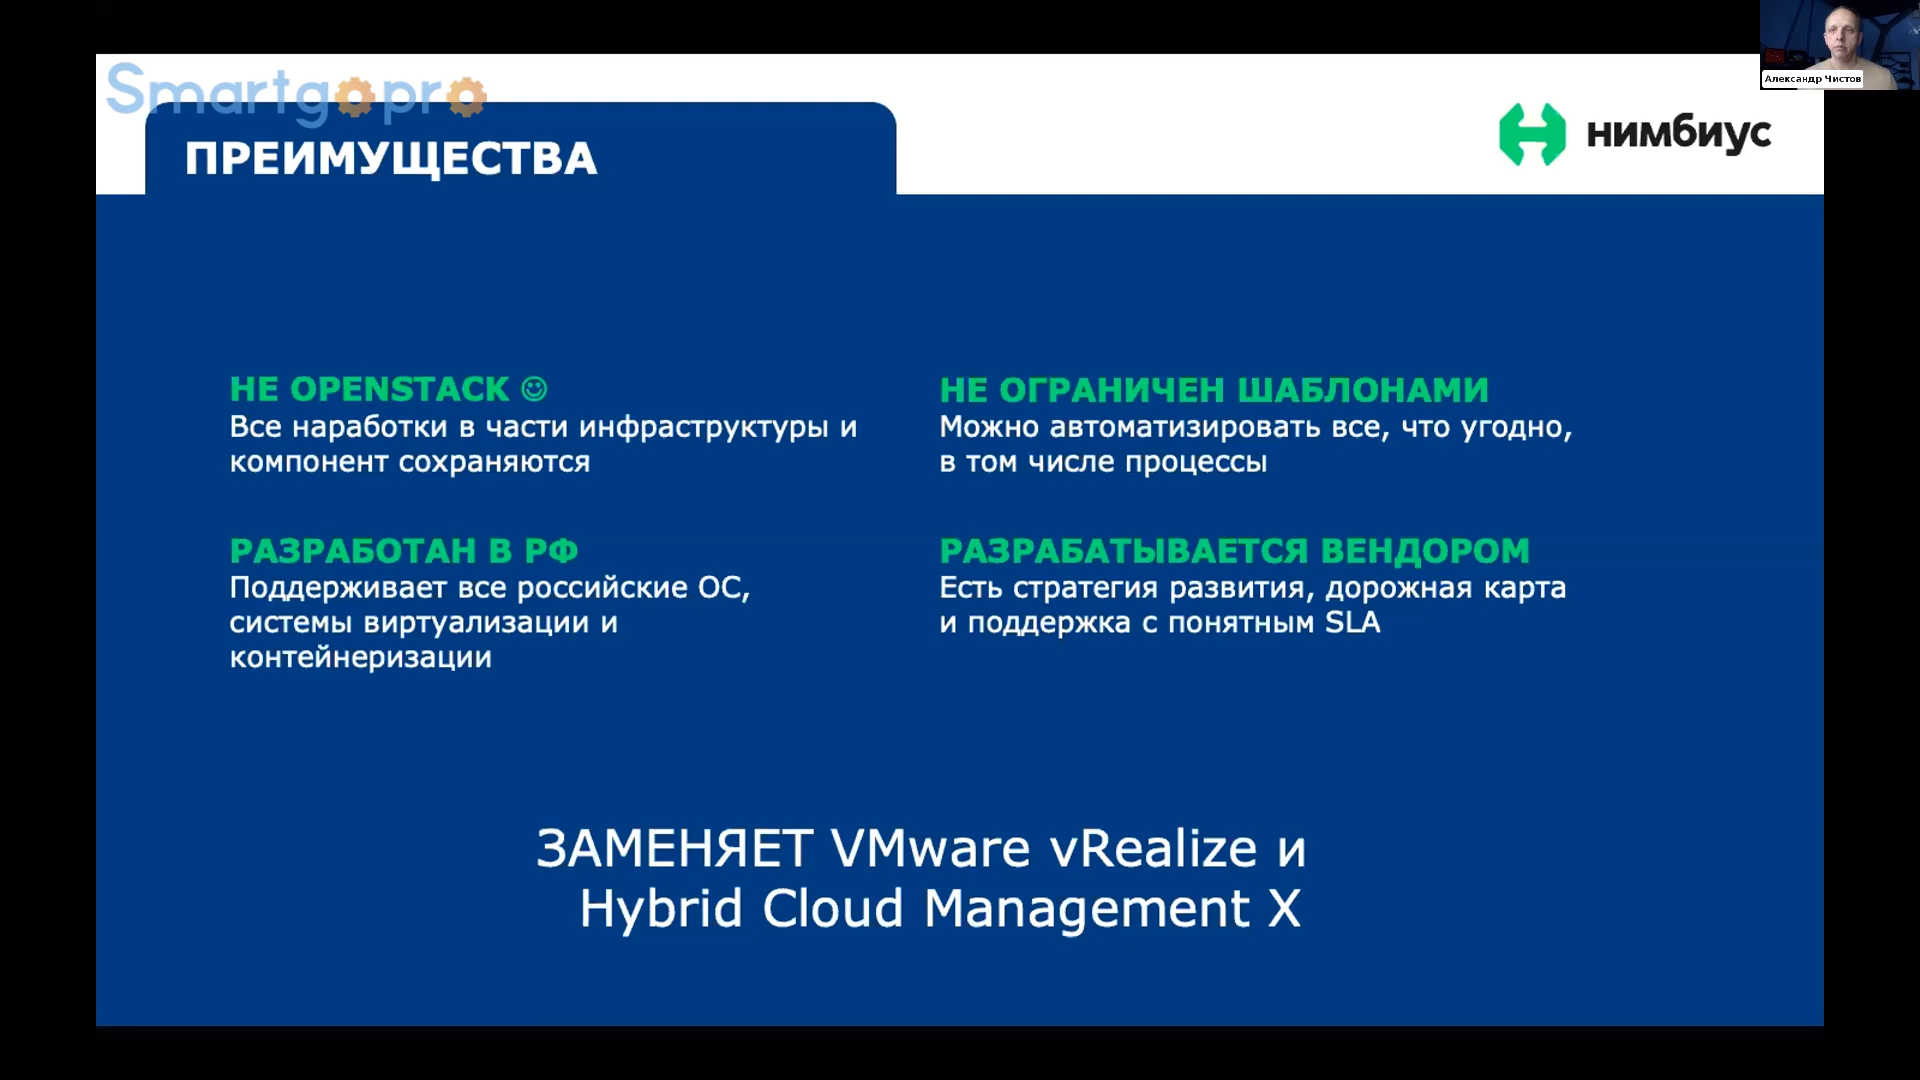 Smartgopro
Александр Чистов
ПРЕИМУЩЕСТВА
нимбиус
НЕ OPENSTACK ☺
Все наработки в части инфраструктуры и
компонент сохраняются
НЕ ОГРАНИЧЕН ШАБЛОНАМИ
Можно автоматизировать все, что угодно,
в том числе процессы
РАЗРАБОТАН В РФ
Поддерживает все российские ОС,
системы виртуализации и
контейнеризации
РАЗРАБАТЫВАЕТСЯ ВЕНДОРОМ
Есть стратегия развития, дорожная карта
и поддержка с понятным SLA
ЗАМЕНЯЕТ VMware vRealize и
Hybrid Cloud Management X